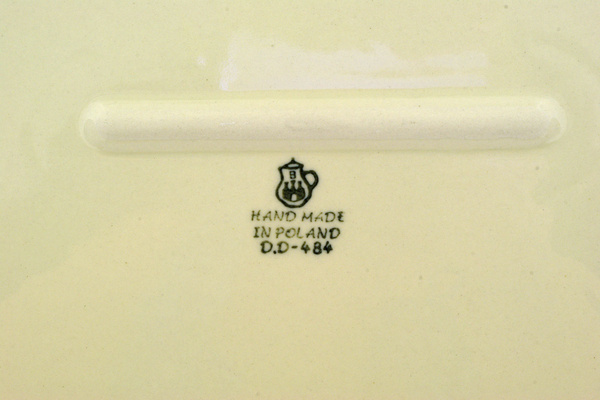 B
HAND MADE
IN POLAND
D.D-484